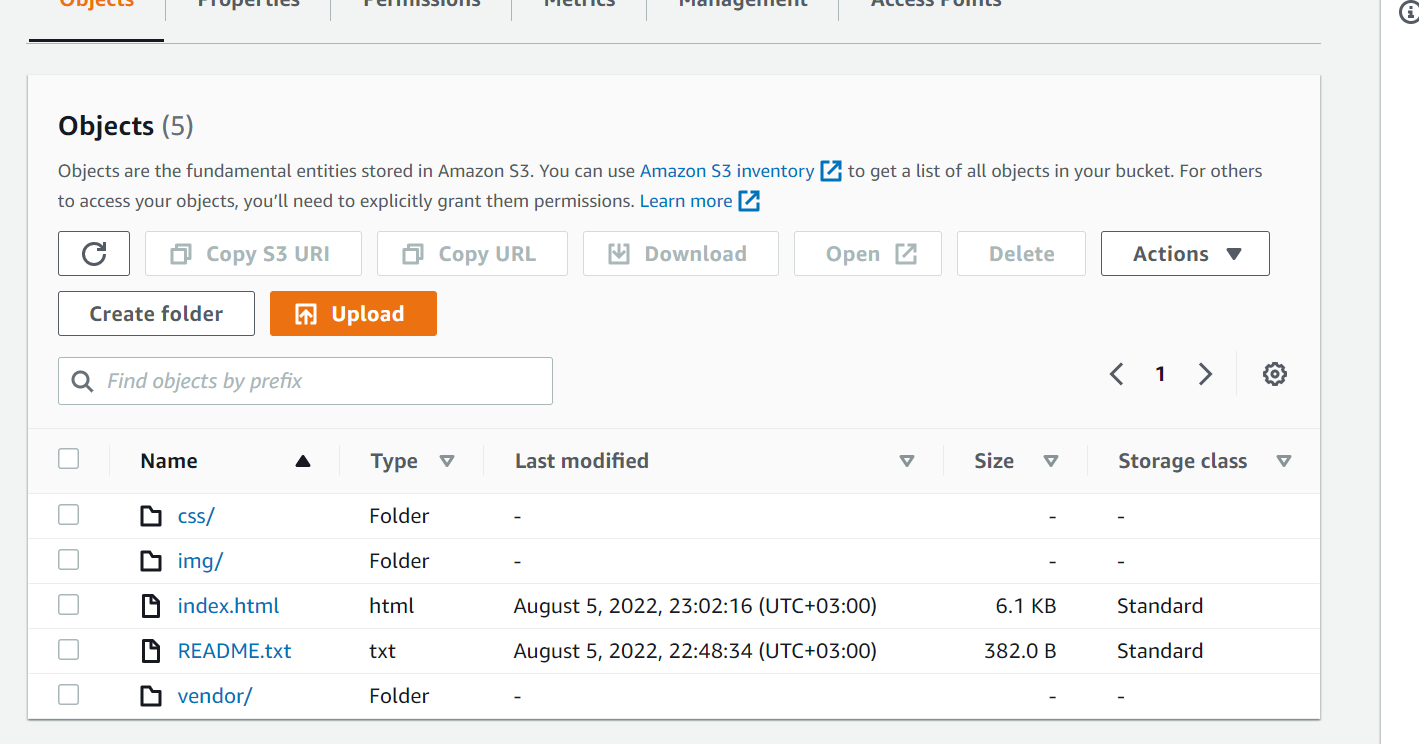 Objects Properties Permissions Metrics Management Access Points
Objects (5)
Objects are the fundamental entities stored in Amazon S3. You can use Amazon S3 inventory to get a list of all objects in your bucket. For others
to access your objects, you’ll need to explicitly grant them permissions. Learn more
Copy S3 URI Copy URL Download Open Delete Actions
Create folder Upload
Find objects by prefix 1
Name Type Last modified Size Storage class
css/ Folder - - -
img/ Folder - - -
index.html html August 5, 2022, 23:02:16 (UTC+03:00) 6.1 KB Standard
README.txt txt August 5, 2022, 22:48:34 (UTC+03:00) 382.0 B Standard
vendor/ Folder - - -